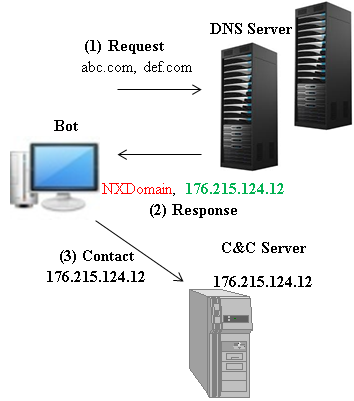 DNS Server
(1) Request
abc.com, def.com
Bot
NXDomain, 176.215.124.12
(2) Response
(3) Contact
176.215.124.12
C&C Server
176.215.124.12